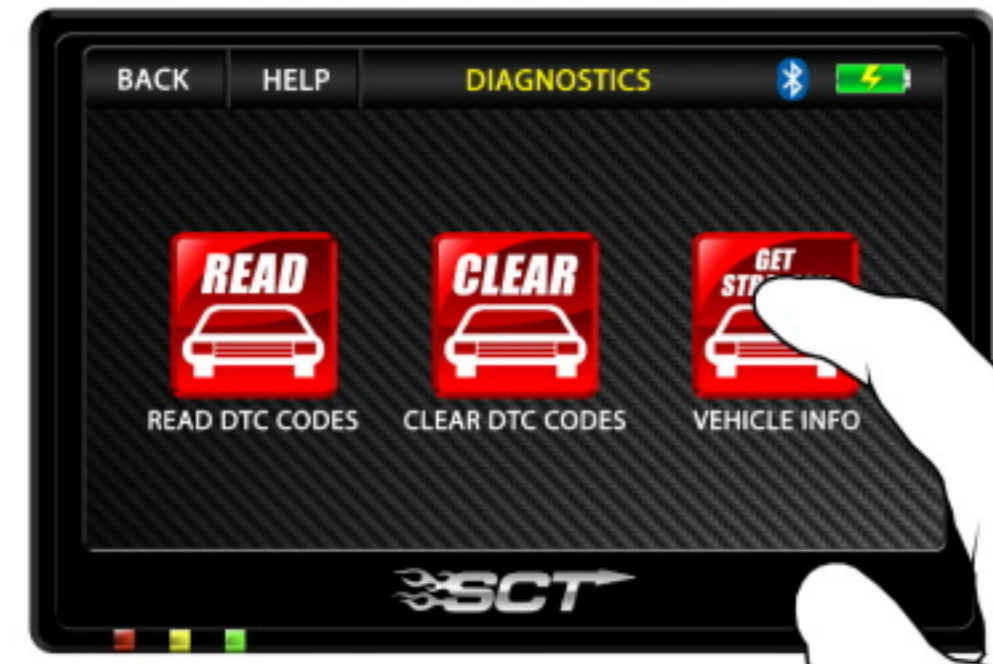 BACK HELP DIAGNOSTICS
READ CLEAR GET
READ DTC CODES CLEAR DTC CODES VEHICLE INFO
SCT